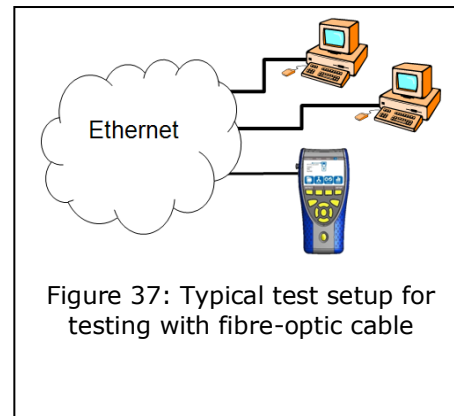 Ethernet
Figure 37: Typical test setup for
testing with fibre-optic cable